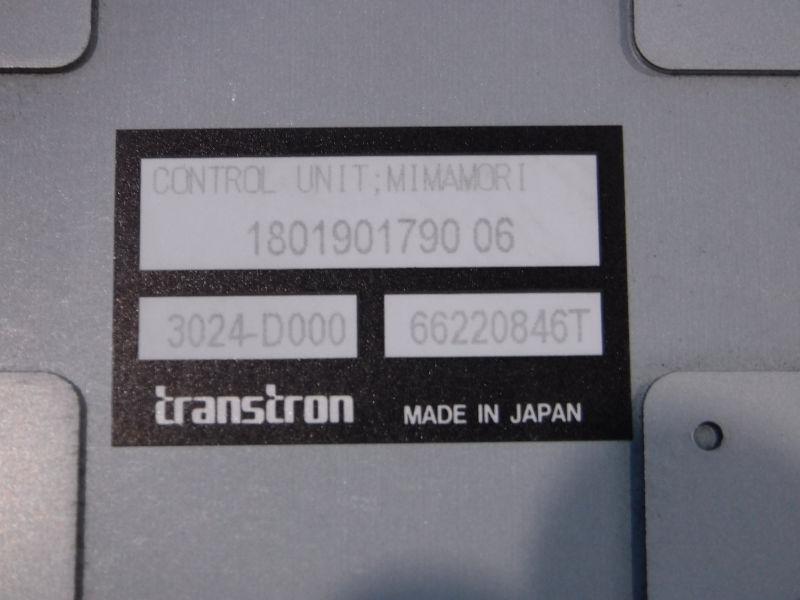 CONTROL UNIT;MIMAMORI
1801901790 06
3024-D000
66220846T
transtron
MADE IN JAPAN